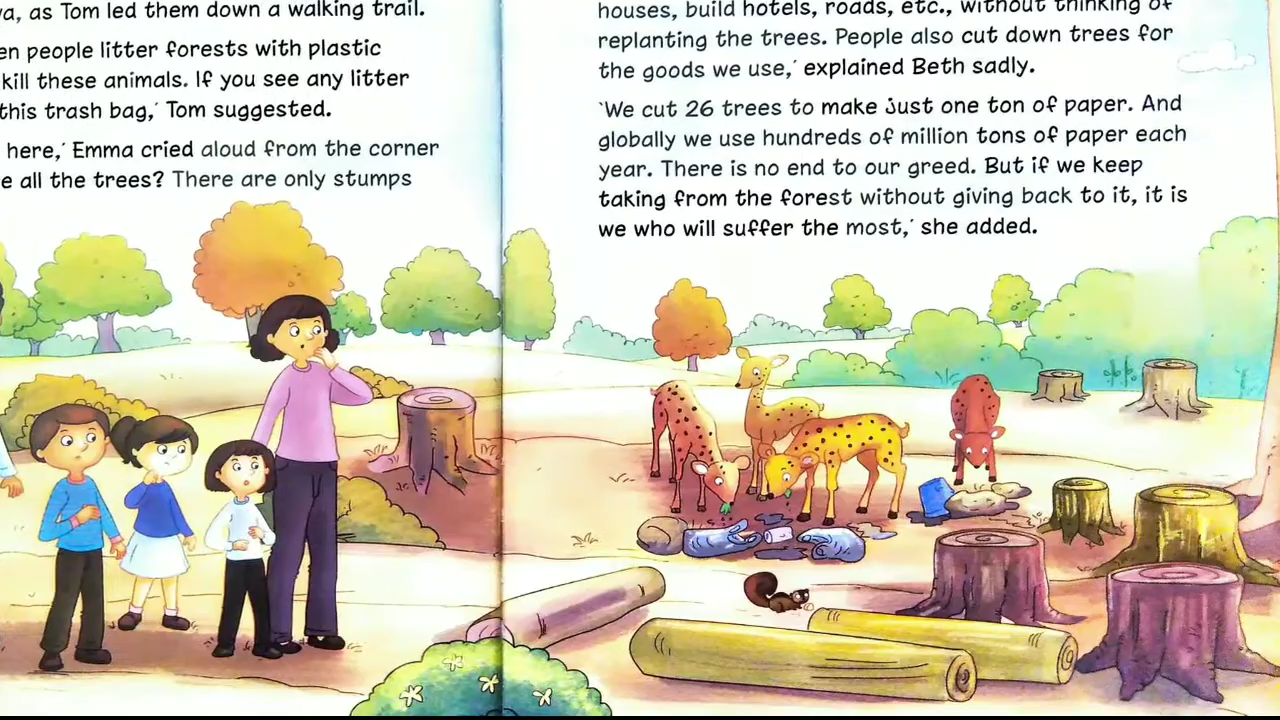 va, as Tom led them down a walking trail.
en people litter forests with plastic
kill these animals. If you see any litter
this trash bag,' Tom suggested.
here,' Emma cried aloud from the corner
e all the trees? There are only stumps
houses, build hotels, roads, etc., without thinking of
replanting the trees. People also cut down trees for
the goods we use,' explained Beth sadly.
'We cut 26 trees to make just one ton of paper. And
globally we use hundreds of million tons of paper each
year. There is no end to our greed. But if we keep
taking from the forest without giving back to it, it is
we who will suffer the most,' she added.